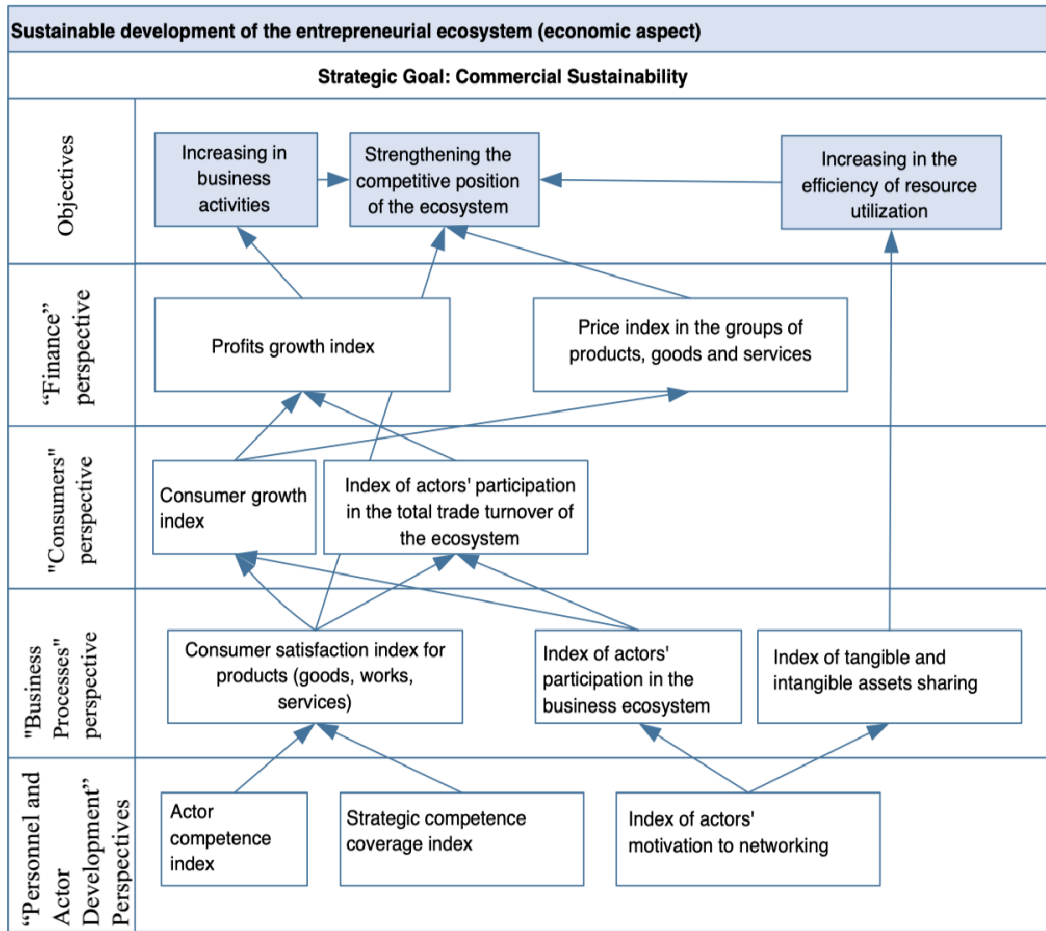 Sustainable development of the entrepreneurial ecosystem (economic aspect)
Strategic Goal: Commercial Sustainability
Objectives
Increasing in
business
activities
Strengthening the
competitive position
of the ecosystem
Increasing in the
efficiency of resource
utilization
“Finance”
perspective
Profits growth index
Price index in the groups of
products, goods and services
"Consumers"
perspective
Consumer growth
index
Index of actors' participation
in the total trade turnover of
the ecosystem
"Business
Processes"
perspective
Consumer satisfaction index for
products (goods, works,
services)
Index of actors'
participation in the
business ecosystem
Index of tangible and
intangible assets sharing
“Personnel and
Actor
Development”
Perspectives
Actor
competence
index
Strategic competence
coverage index
Index of actors'
motivation to networking